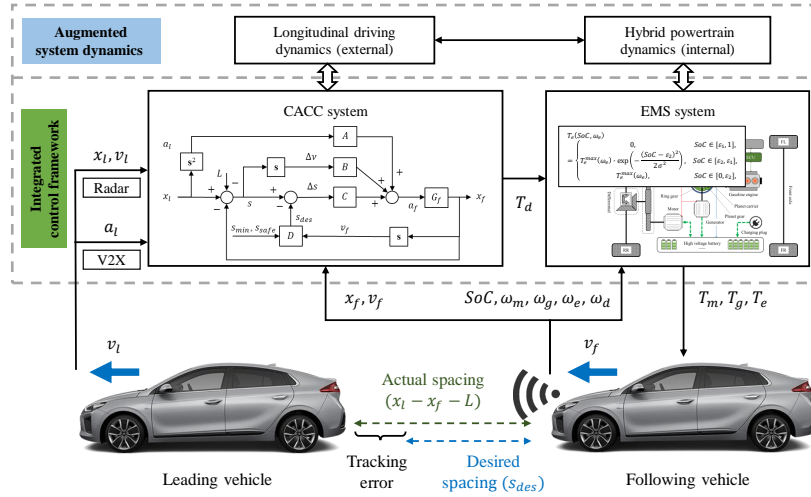 Augmented
system dynamics
Longitudinal driving
dynamics (external)
Hybrid powertrain
dynamics (internal)
Integrated
control framework
x_l, v_l
Radar
a_l
V2X
CACC system
a_l
A
s²
L
−
s
Δv
B
+
x_l
+
−
s
+
−
Δs
C
+
+
a_f
G_f
x_f
s_des
s_min, s_safe
D
v_f
s
T_d
EMS system
T_e(SoC, ω_e)
0, SoC ∈ [ε_1, 1],
= { T_e^max(ω_e) · exp(−(SoC − ε_2)²/2σ²), SoC ∈ [ε_2, ε_1],
T_e^max(ω_e), SoC ∈ [0, ε_2],
FL
Gasoline engine
Ring gear
Planet carrier
Motor
Planet gear
Generator
Charging plug
High voltage battery
RR
x_f, v_f
SoC, ω_m, ω_g, ω_e, ω_d
T_m, T_g, T_e
v_l
v_f
Actual spacing
(x_l − x_f − L)
Tracking
error
Desired
spacing (s_des)
Leading vehicle
Following vehicle